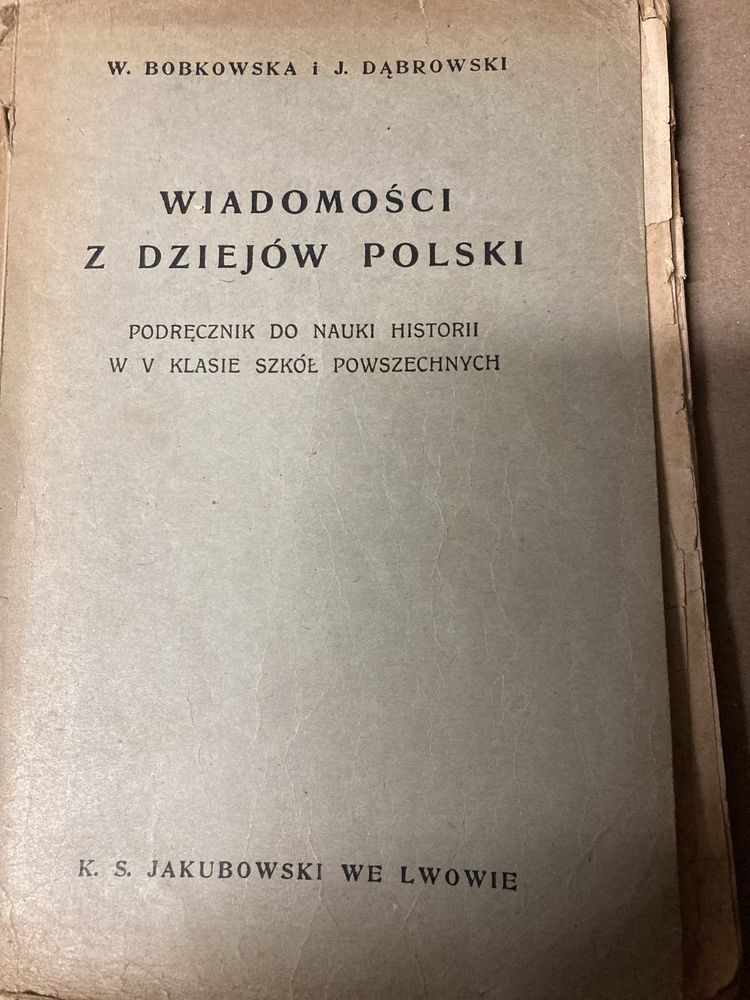 W. BOBKOWSKA i J. DĄBROWSKI
WIADOMOŚCI
Z DZIEJÓW POLSKI
PODRĘCZNIK DO NAUKI HISTORII
W V KLASIE SZKÓŁ POWSZECHNYCH
K. S. JAKUBOWSKI WE LWOWIE